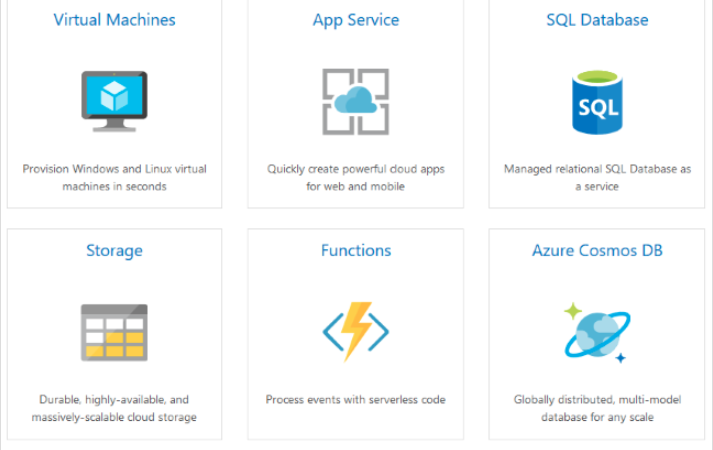 Virtual Machines
App Service
SQL Database
SQL
Provision Windows and Linux virtual
machines in seconds
Quickly create powerful cloud apps
for web and mobile
Managed relational SQL Database as
a service
Storage
Functions
Azure Cosmos DB
Durable, highly-available, and
massively-scalable cloud storage
Process events with serverless code
Globally distributed, multi-model
database for any scale